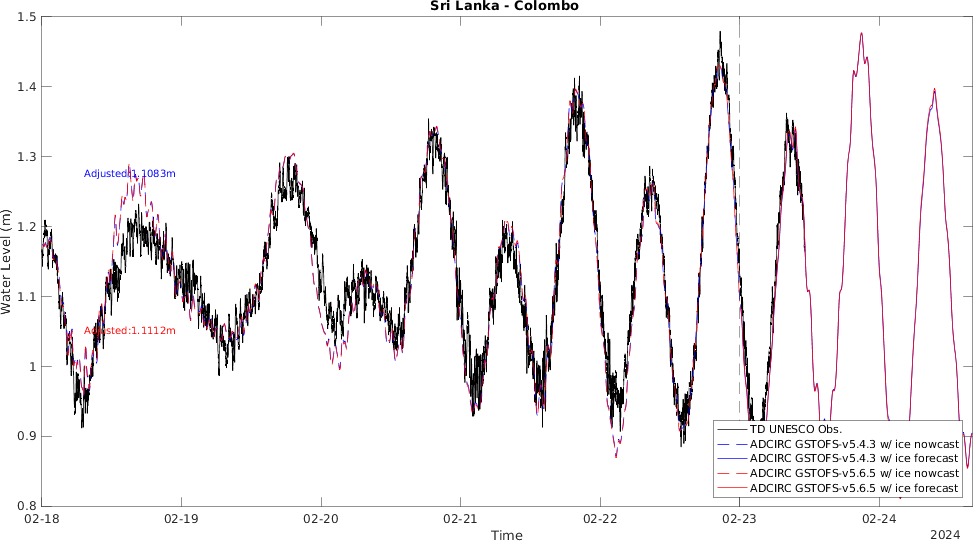 Sri Lanka - Colombo
1.5
1.4
1.3
1.2
1.1
1
0.9
0.8
Water Level (m)
Adjusted:1.1083m
Adjusted:1.1112m
TD UNESCO Obs.
ADCIRC GSTOFS-v5.4.3 w/ ice nowcast
ADCIRC GSTOFS-v5.4.3 w/ ice forecast
ADCIRC GSTOFS-v5.6.5 w/ ice nowcast
ADCIRC GSTOFS-v5.6.5 w/ ice forecast
02-18 02-19 02-20 02-21 02-22 02-23 02-24
Time
2024